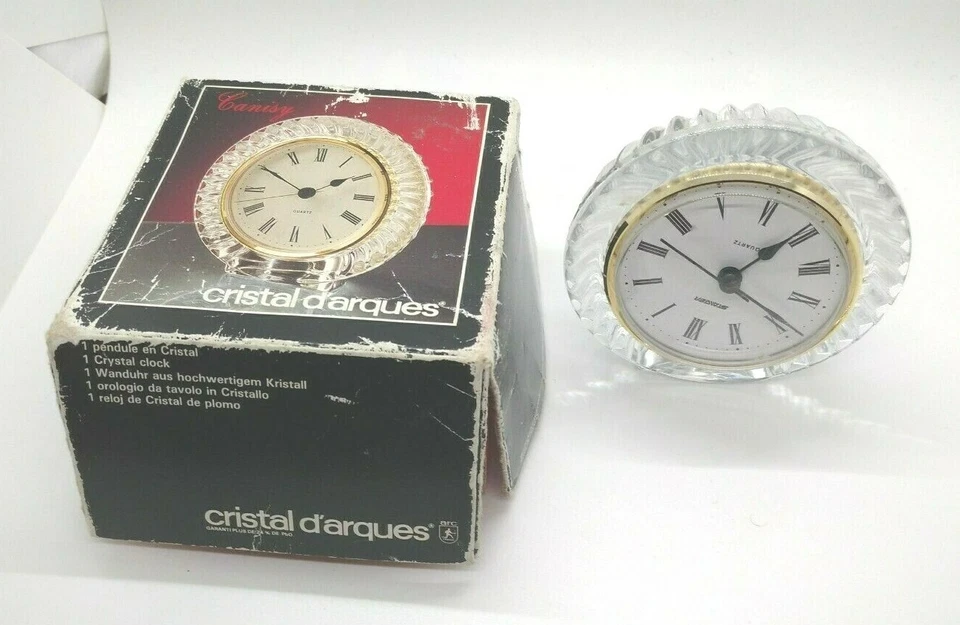 Canisy
QUARTZ
cristal d'arques®
1 pendule en Cristal
1 Crystal clock
1 Wanduhr aus hochwertigem Kristall
1 orologio da tavolo in Cristallo
1 reloj de Cristal de plomo
cristal d'arques®
arc
QUARTZ